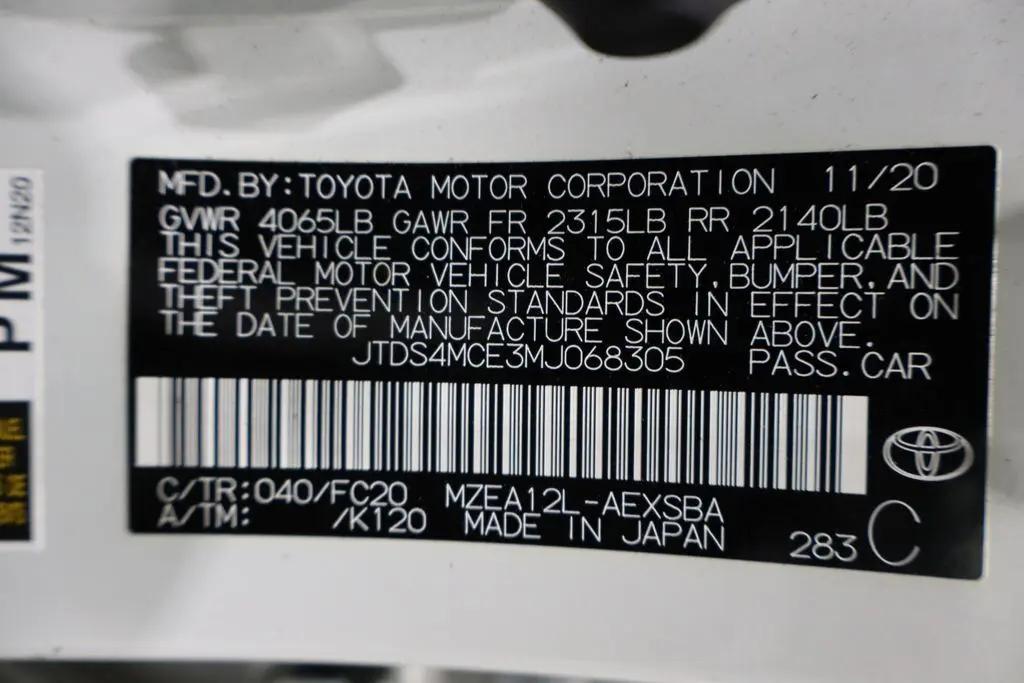 MFD.BY:TOYOTA MOTOR CORPORATION 11/20
GVWR 4065LB GAWR FR 2315LB RR 2140LB
THIS VEHICLE CONFORMS TO ALL APPLICABLE
FEDERAL MOTOR VEHICLE SAFETY,BUMPER,AND
THEFT PREVENTION STANDARDS IN EFFECT ON
THE DATE OF MANUFACTURE SHOWN ABOVE.
JTDS4MCE3MJ068305 PASS.CAR
C/TR:040/FC20 MZEA12L-AEXSBA
A/TM: /K120 MADE IN JAPAN
283 C
PM 12N20